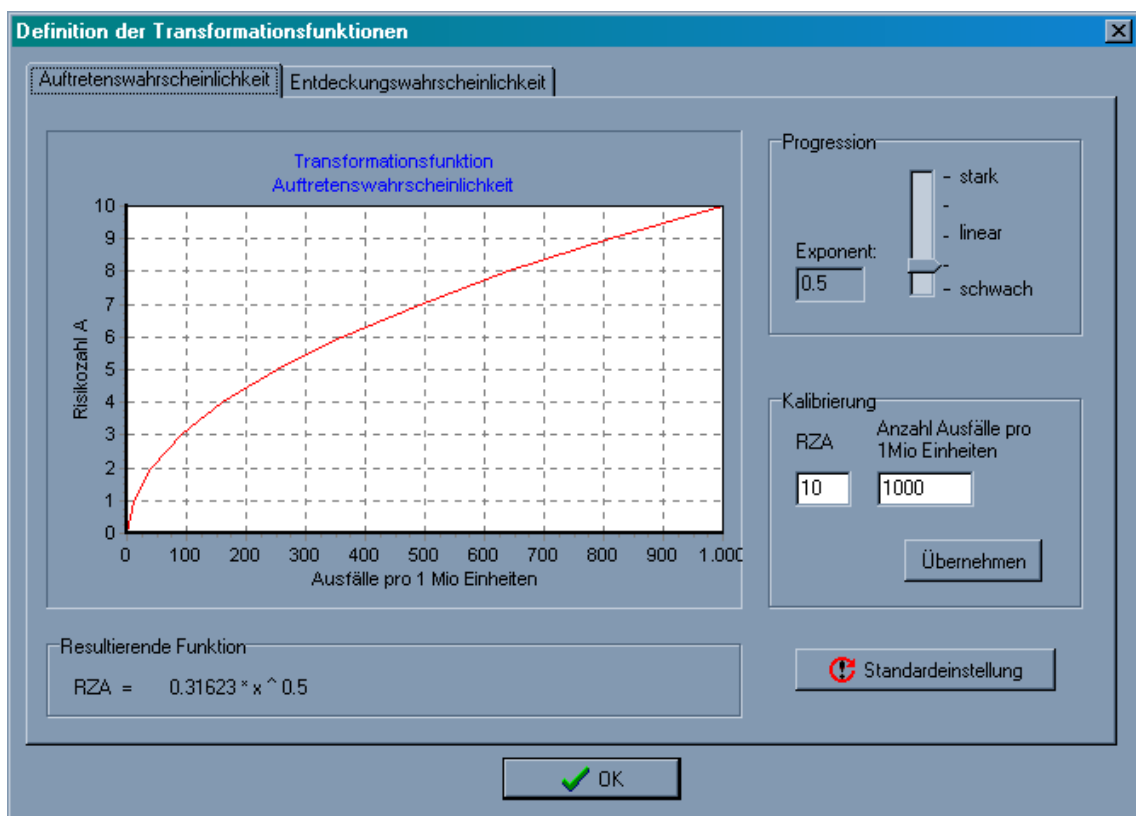 Definition der Transformationsfunktionen
Auftretenswahrscheinlichkeit
Entdeckungswahrscheinlichkeit
Transformationsfunktion
Auftretenswahrscheinlichkeit
10
9
8
7
6
5
4
3
2
1
0
Risikozahl A
0 100 200 300 400 500 600 700 800 900 1.000
Ausfälle pro 1 Mio Einheiten
Progression
stark
linear
schwach
Exponent:
0.5
Kalibrierung
RZA
Anzahl Ausfälle pro
1Mio Einheiten
10
1000
Übernehmen
Resultierende Funktion
RZA = 0.31623 * x ^ 0.5
Standardeinstellung
OK